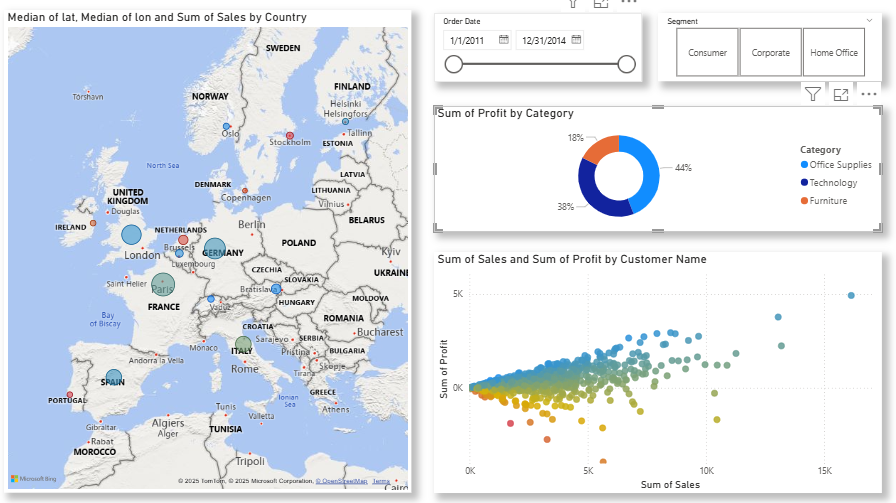 Median of lat, Median of lon and Sum of Sales by Country
SWEDEN
Tórshavn
NORWAY
FINLAND
Helsinki
Helsingfors
Oslo
Stockholm
Tallinn
ESTONIA
North Sea
LATVIA
DENMARK
Copenhagen
LITHUANIA
Vilnius
UNITED
KINGDOM
Douglas
IRELAND
NETHERLANDS
BELARUS
Berlin
London
Brussels
GERMANY
POLAND
Luxembourg
Kyiv
CZECHIA
UKRAINE
Saint Helier
Paris
SLOVAKIA
Bratislava
FRANCE
Vaduz
HUNGARY
MOLDOVA
Bay
of Biscay
CROATIA
ROMANIA
Monaco
ITALY
Sarajevo
SERBIA
Bucharest
Andorra la Vella
Pristina
BULGARIA
Rome
Tirana
Skopje
SPAIN
PORTUGAL
GREECE
Ionian
Sea
Athens
Gibraltar
Algiers
Alger
Tunis
Valletta
Rabat
TUNISIA
MOROCCO
Tripoli
Microsoft Bing
© 2025 TomTom, © 2025 Microsoft Corporation, © OpenStreetMap Terms
Order Date
1/1/2011
12/31/2014
Segment
Consumer
Corporate
Home Office
Sum of Profit by Category
18%
44%
38%
Category
Office Supplies
Technology
Furniture
Sum of Sales and Sum of Profit by Customer Name
5K
0K
Sum of Profit
0K
5K
10K
15K
Sum of Sales